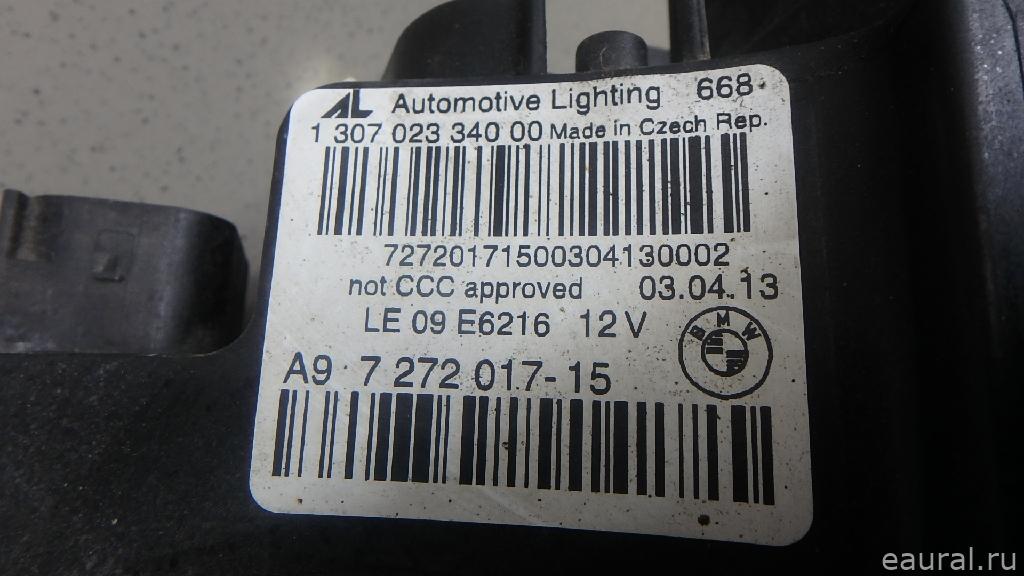 AL Automotive Lighting 668
1 307 023 340 00 Made in Czech Rep.
72720171500304130002
not CCC approved 03.04.13
LE 09 E6216 12 V
BMW
A9 7 272 017-15
eaural.ru